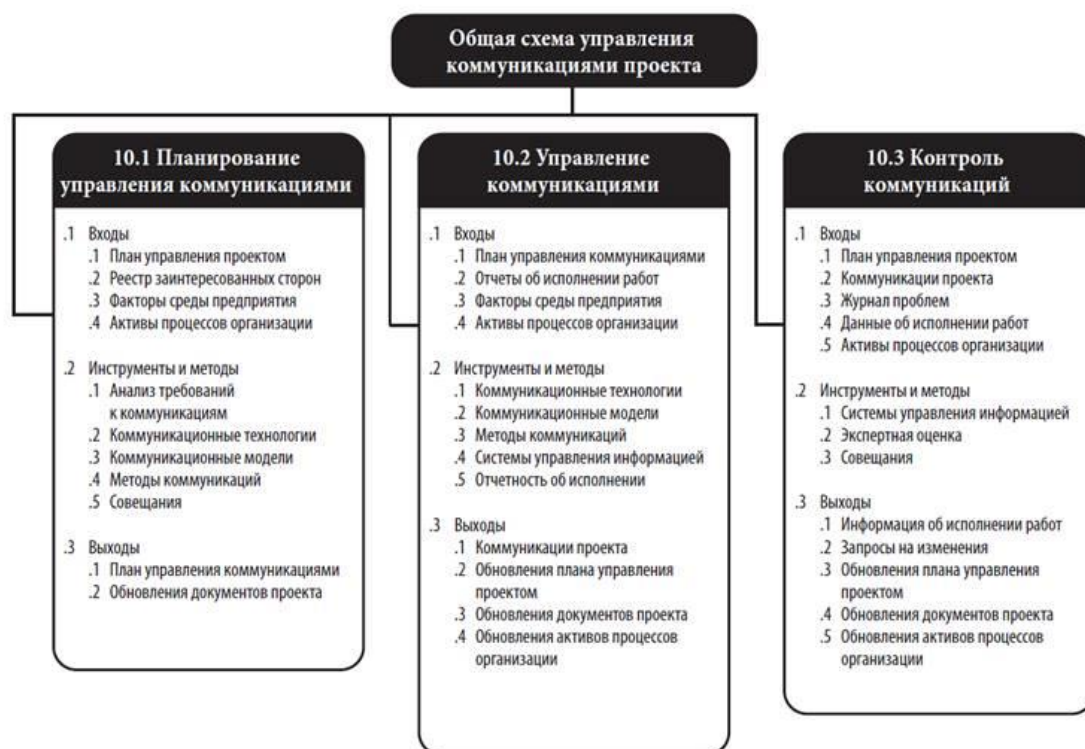 Общая схема управления
коммуникациями проекта
10.1 Планирование
управления коммуникациями
.1 Входы
.1 План управления проектом
.2 Реестр заинтересованных сторон
.3 Факторы среды предприятия
.4 Активы процессов организации
.2 Инструменты и методы
.1 Анализ требований
к коммуникациям
.2 Коммуникационные технологии
.3 Коммуникационные модели
.4 Методы коммуникаций
.5 Совещания
.3 Выходы
.1 План управления коммуникациями
.2 Обновления документов проекта
10.2 Управление
коммуникациями
.1 Входы
.1 План управления коммуникациями
.2 Отчеты об исполнении работ
.3 Факторы среды предприятия
.4 Активы процессов организации
.2 Инструменты и методы
.1 Коммуникационные технологии
.2 Коммуникационные модели
.3 Методы коммуникаций
.4 Системы управления информацией
.5 Отчетность об исполнении
.3 Выходы
.1 Коммуникации проекта
.2 Обновления плана управления
проектом
.3 Обновления документов проекта
.4 Обновления активов процессов
организации
10.3 Контроль
коммуникаций
.1 Входы
.1 План управления проектом
.2 Коммуникации проекта
.3 Журнал проблем
.4 Данные об исполнении работ
.5 Активы процессов организации
.2 Инструменты и методы
.1 Системы управления информацией
.2 Экспертная оценка
.3 Совещания
.3 Выходы
.1 Информация об исполнении работ
.2 Запросы на изменения
.3 Обновления плана управления
проектом
.4 Обновления документов проекта
.5 Обновления активов процессов
организации